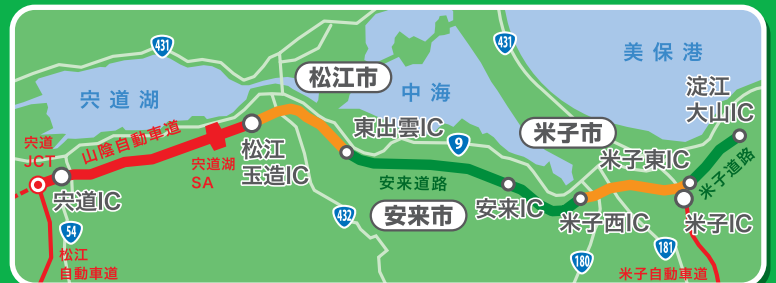 431
431
美保港
宍道湖
松江市
中海
淀江
大山IC
宍道
JCT
山陰自動車道
東出雲IC
9
米子市
宍道湖
SA
松江
玉造IC
米子東IC
米子道路
宍道IC
安来道路
安来IC
安来市
432
米子西IC
米子IC
54
松江
自動車道
180
181
米子自動車道